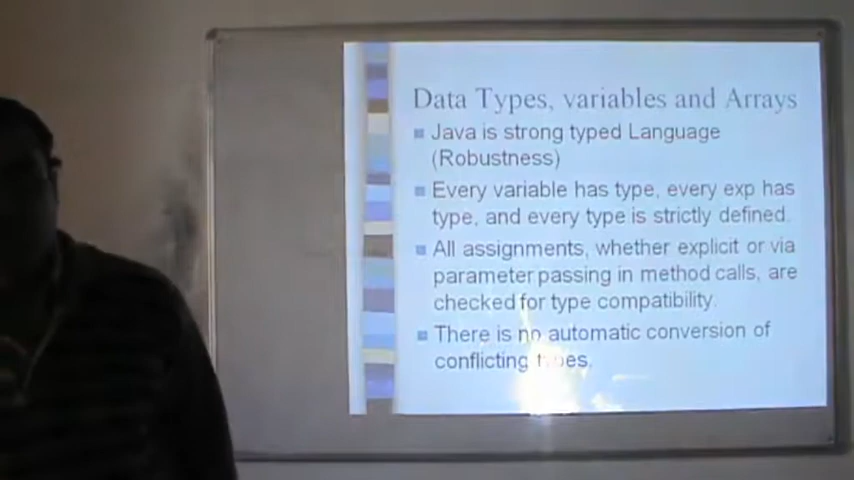 Data Types, variables and Arrays
Java is strong typed Language
(Robustness)
Every variable has type, every exp has
type, and every type is strictly defined.
All assignments, whether explicit or via
parameter passing in method calls, are
checked for type compatibility.
There is no automatic conversion of
conflicting types.